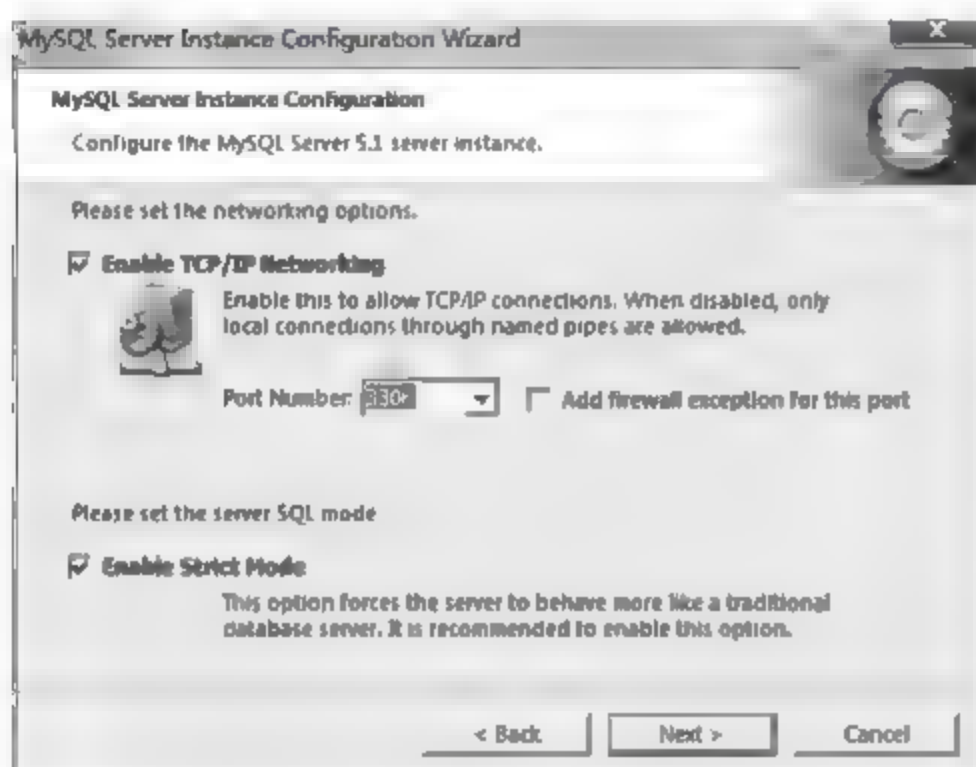 MySQL Server Instance Configuration Wizard
MySQL Server Instance Configuration
Configure the MySQL Server 5.1 server instance.
Please set the networking options.
Enable TCP/IP Networking
Enable this to allow TCP/IP connections. When disabled, only
local connections through named pipes are allowed.
Port Number:
Add firewall exception for this port
Please set the server SQL mode
Enable Strict Mode
This option forces the server to behave more like a traditional
database server. It is recommended to enable this option.
< Back
Next >
Cancel